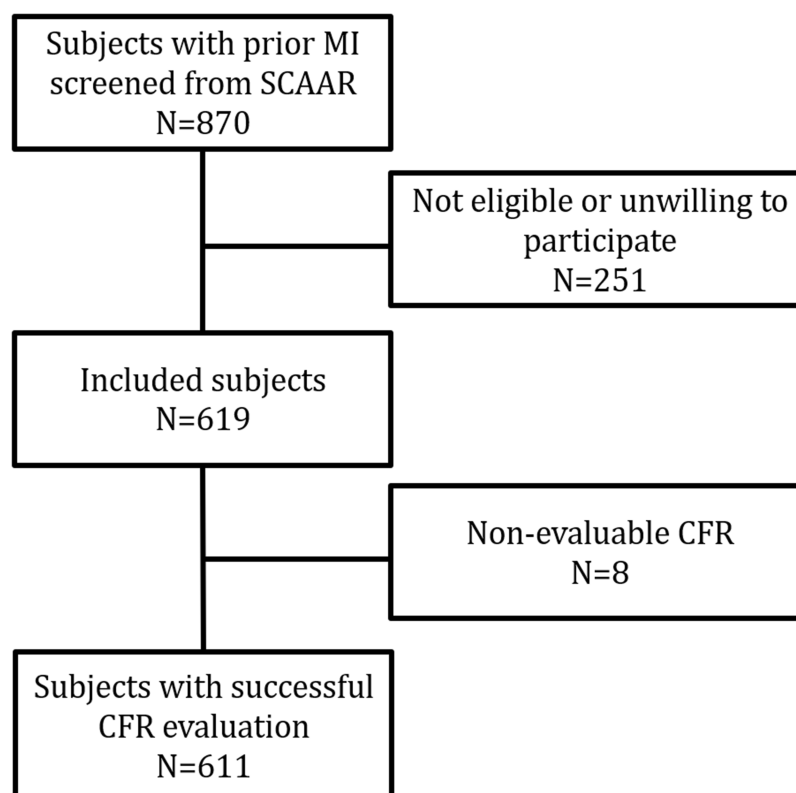 Subjects with prior MI
screened from SCAAR
N=870
Not eligible or unwilling to
participate
N=251
Included subjects
N=619
Non-evaluable CFR
N=8
Subjects with successful
CFR evaluation
N=611